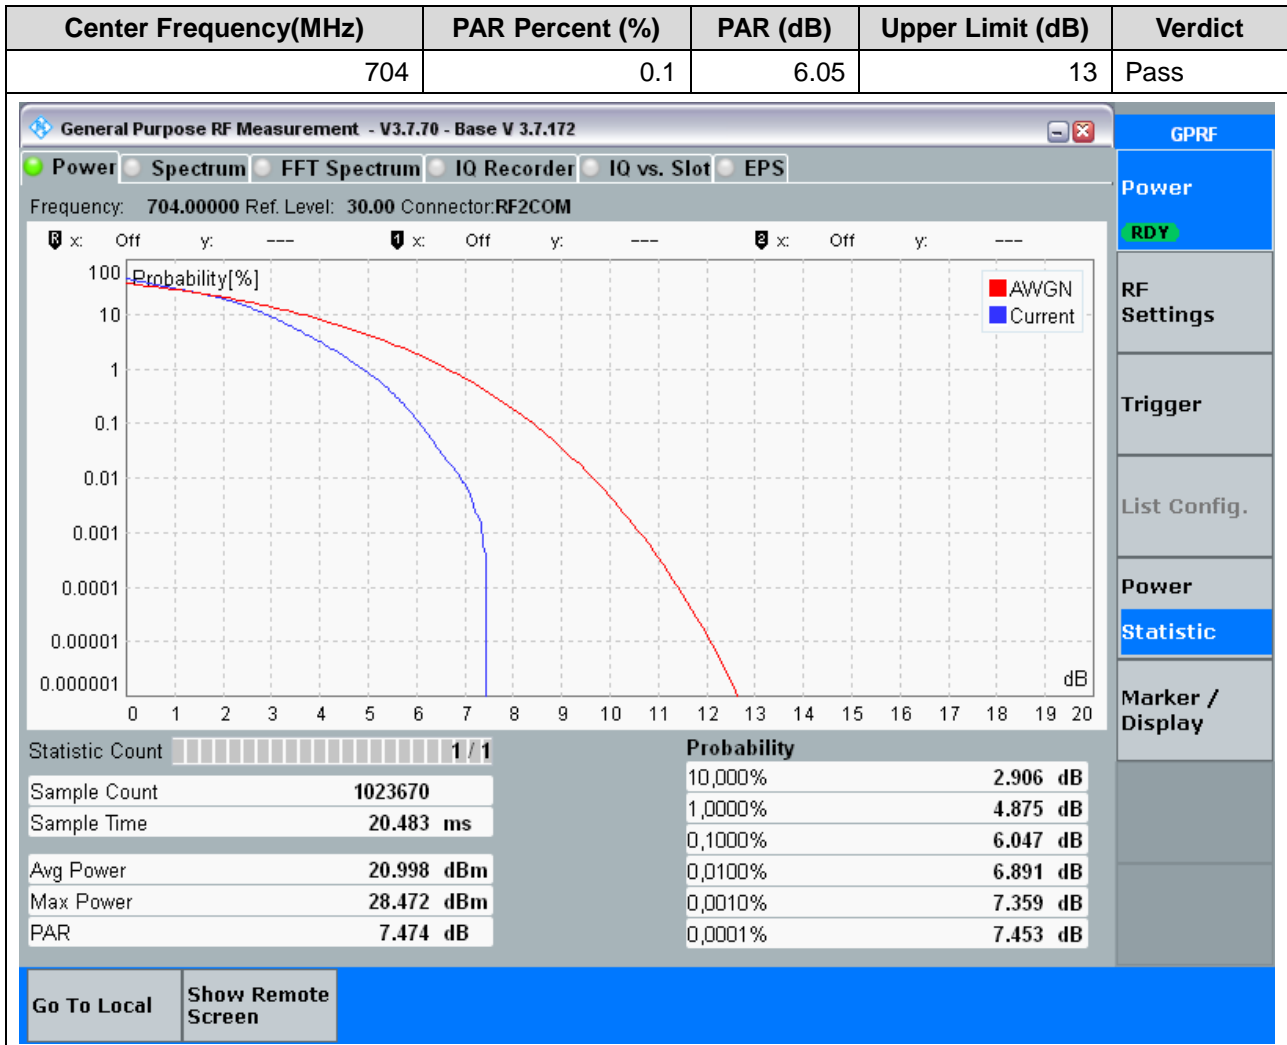 Center Frequency(MHz) PAR Percent (%) PAR (dB) Upper Limit (dB) Verdict
704 0.1 6.05 13 Pass
General Purpose RF Measurement - V3.7.70 - Base V 3.7.172
GPRF
Power Spectrum FFT Spectrum IQ Recorder IQ vs. Slot EPS
Power
RDY
Frequency: 704.00000 Ref. Level: 30.00 Connector:RF2COM
R x: Off y: --- 1 x: Off y: --- 2 x: Off y: ---
Probability[%]
100
10
1
0.1
0.01
0.001
0.0001
0.00001
0.000001
AWGN
Current
dB
0 1 2 3 4 5 6 7 8 9 10 11 12 13 14 15 16 17 18 19 20
RF
Settings
Trigger
List Config.
Power
Statistic
Marker /
Display
Statistic Count 1 / 1
Sample Count 1023670
Sample Time 20.483 ms
Avg Power 20.998 dBm
Max Power 28.472 dBm
PAR 7.474 dB
Probability
10,000% 2.906 dB
1,0000% 4.875 dB
0,1000% 6.047 dB
0,0100% 6.891 dB
0,0010% 7.359 dB
0,0001% 7.453 dB
Go To Local
Show Remote
Screen